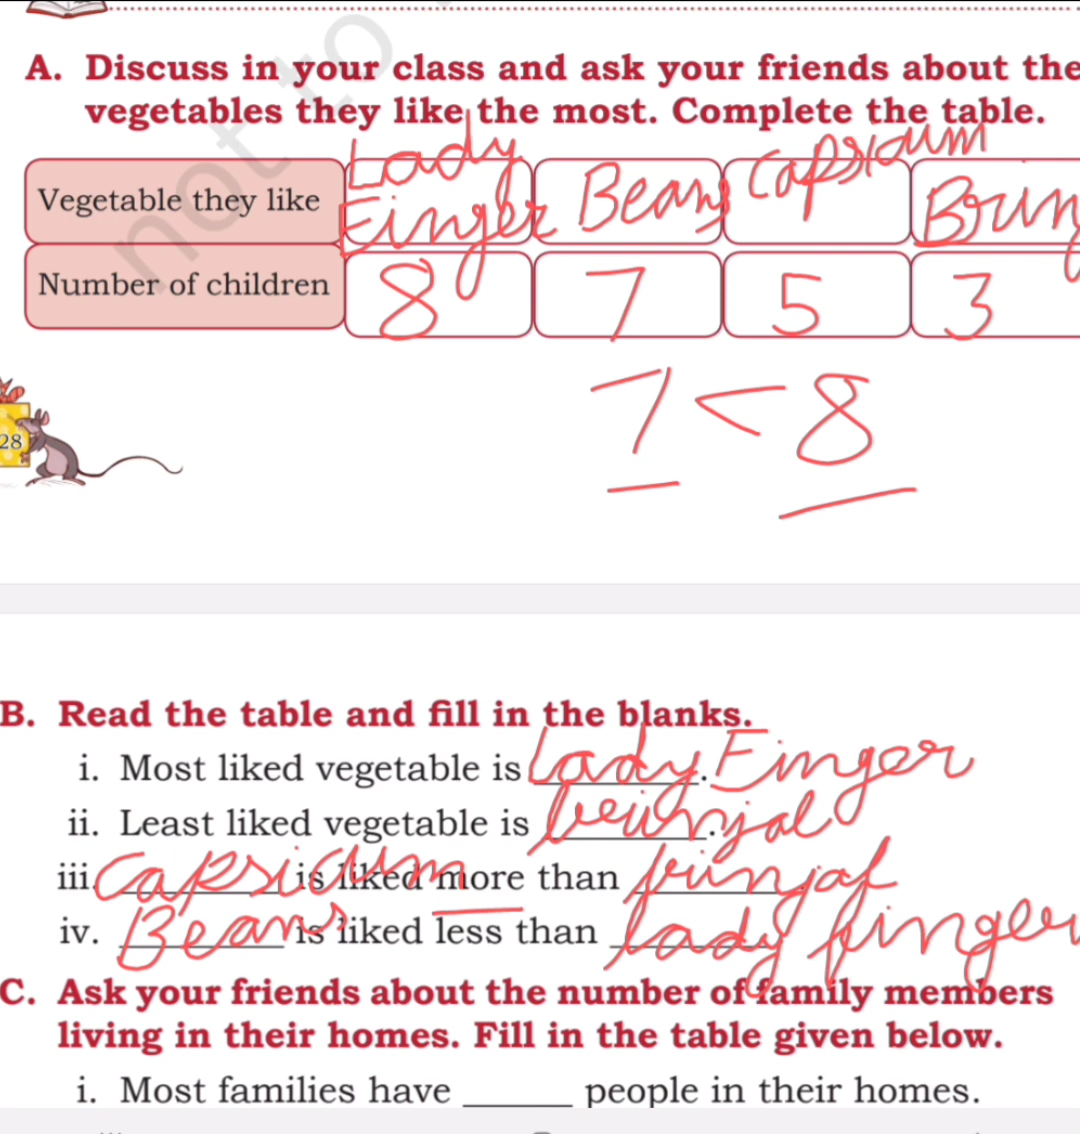 A. Discuss in your class and ask your friends about the
vegetables they like the most. Complete the table.
Vegetable they like Lady Finger Beans Capsicum Brinj
Number of children 8 7 5 3
7 < 8
28
B. Read the table and fill in the blanks.
i. Most liked vegetable is Lady Finger.
ii. Least liked vegetable is .
iii. Capsicum is liked more than
iv. Beans is liked less than lady finger
C. Ask your friends about the number of family members
living in their homes. Fill in the table given below.
i. Most families have ______ people in their homes.
not to